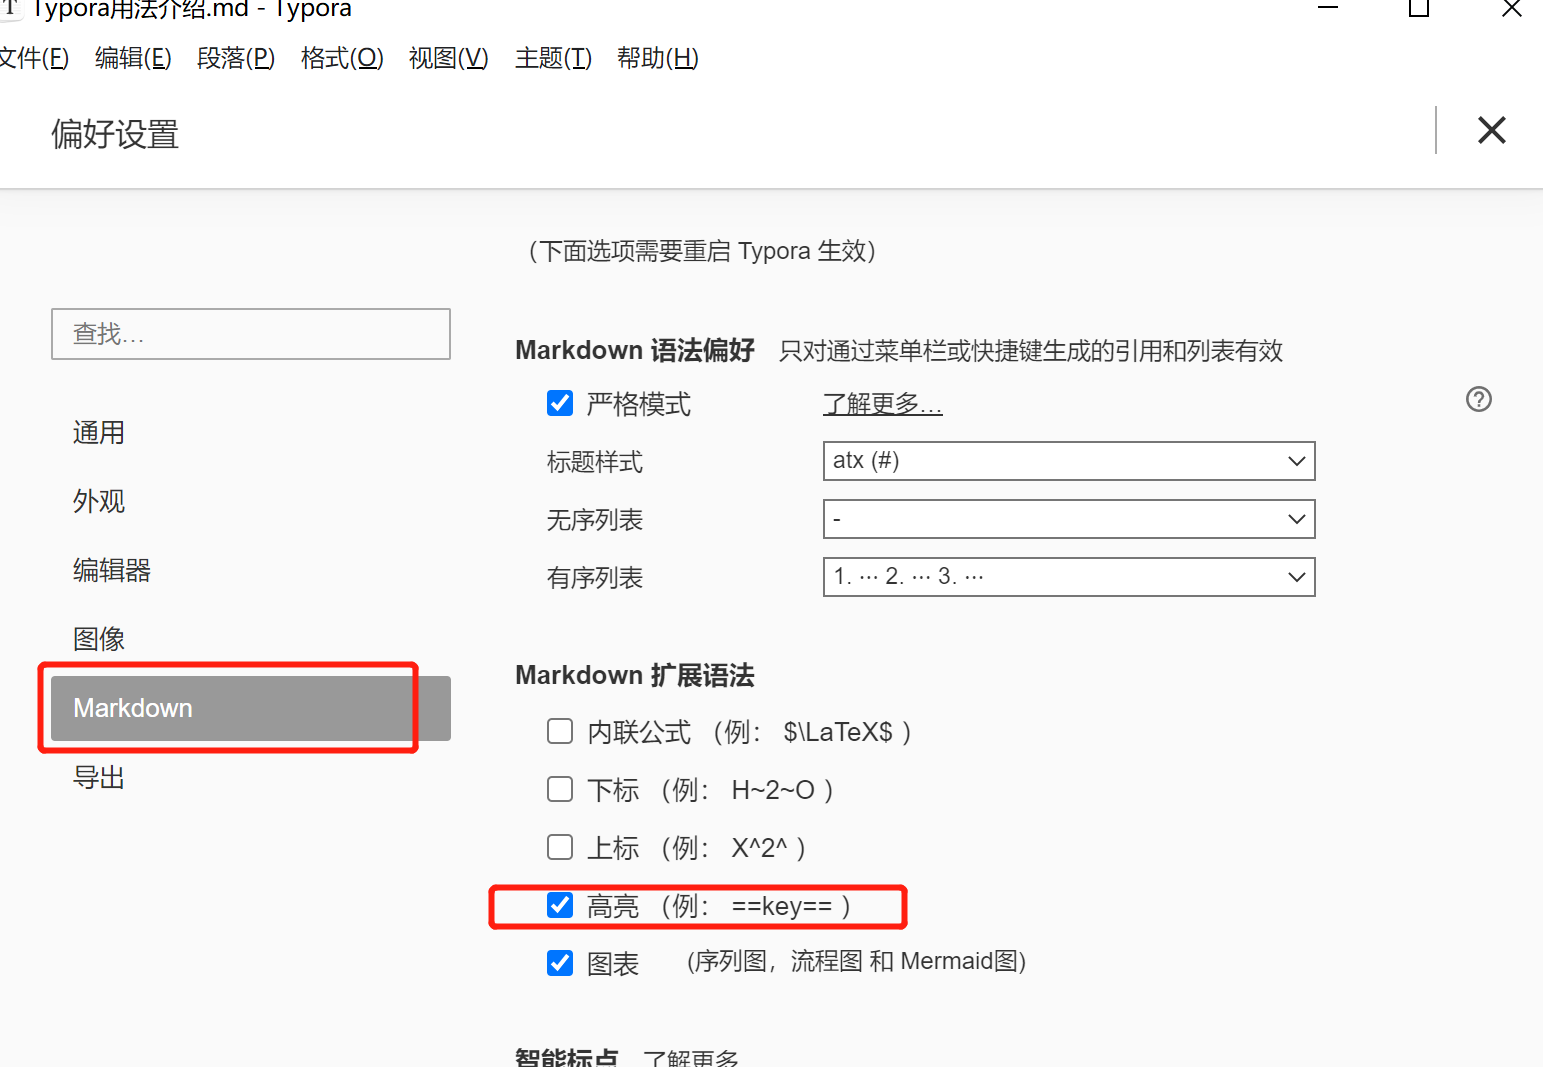 Typora用法介绍.md - Typora
文件(F) 编辑(E) 段落(P) 格式(O) 视图(V) 主题(T) 帮助(H)
偏好设置
（下面选项需要重启 Typora 生效）
查找...
通用
外观
编辑器
图像
Markdown
导出
Markdown 语法偏好 只对通过菜单栏或快捷键生成的引用和列表有效
严格模式 了解更多...
标题样式 atx (#)
无序列表 -
有序列表 1. ··· 2. ··· 3. ···
Markdown 扩展语法
内联公式 （例： $\LaTeX$ ）
下标 （例： H~2~O ）
上标 （例： X^2^ ）
高亮 （例： ==key== ）
图表 (序列图，流程图 和 Mermaid图)
智能标点 了解更多